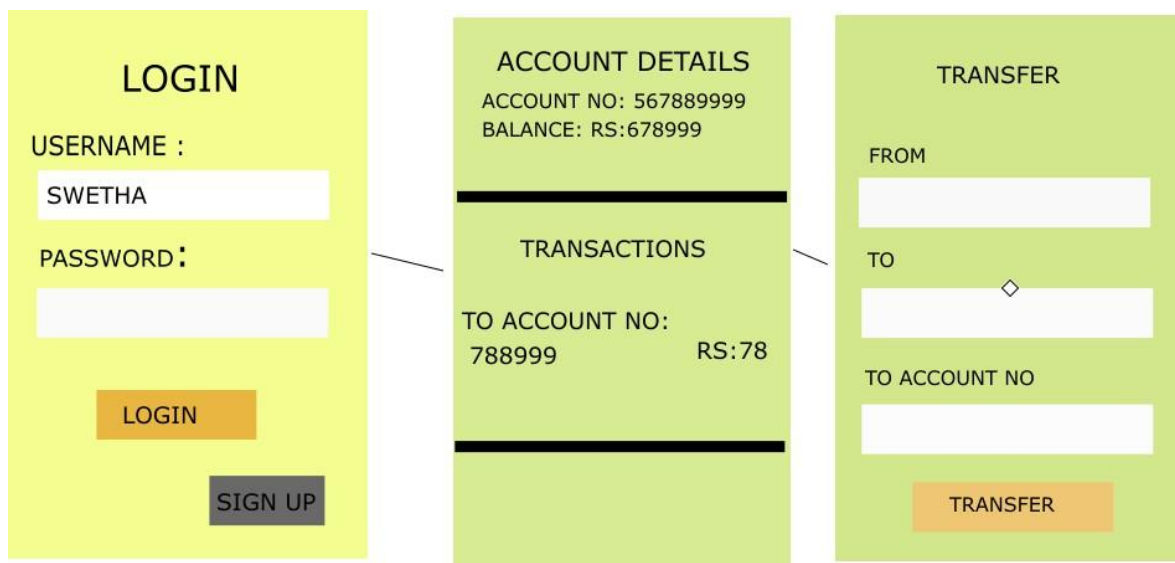 LOGIN
USERNAME :
SWETHA
PASSWORD:
LOGIN
SIGN UP
ACCOUNT DETAILS
ACCOUNT NO: 567889999
BALANCE: RS:678999
TRANSACTIONS
TO ACCOUNT NO:
788999 RS:78
TRANSFER
FROM
TO
TO ACCOUNT NO
TRANSFER